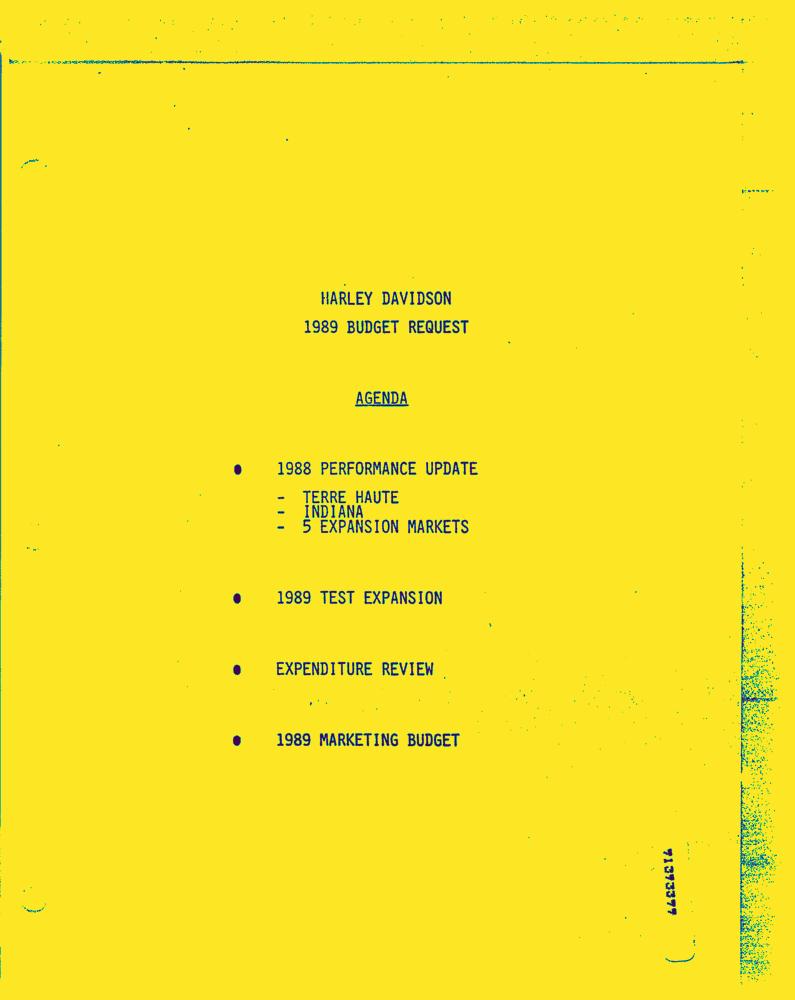 HARLEY DAVIDSON
1989 BUDGET REQUEST
AGENDA
● 1988 PERFORMANCE UPDATE
- TERRE HAUTE
- INDIANA
- 5 EXPANSION MARKETS
● 1989 TEST EXPANSION
● EXPENDITURE REVIEW
● 1989 MARKETING BUDGET